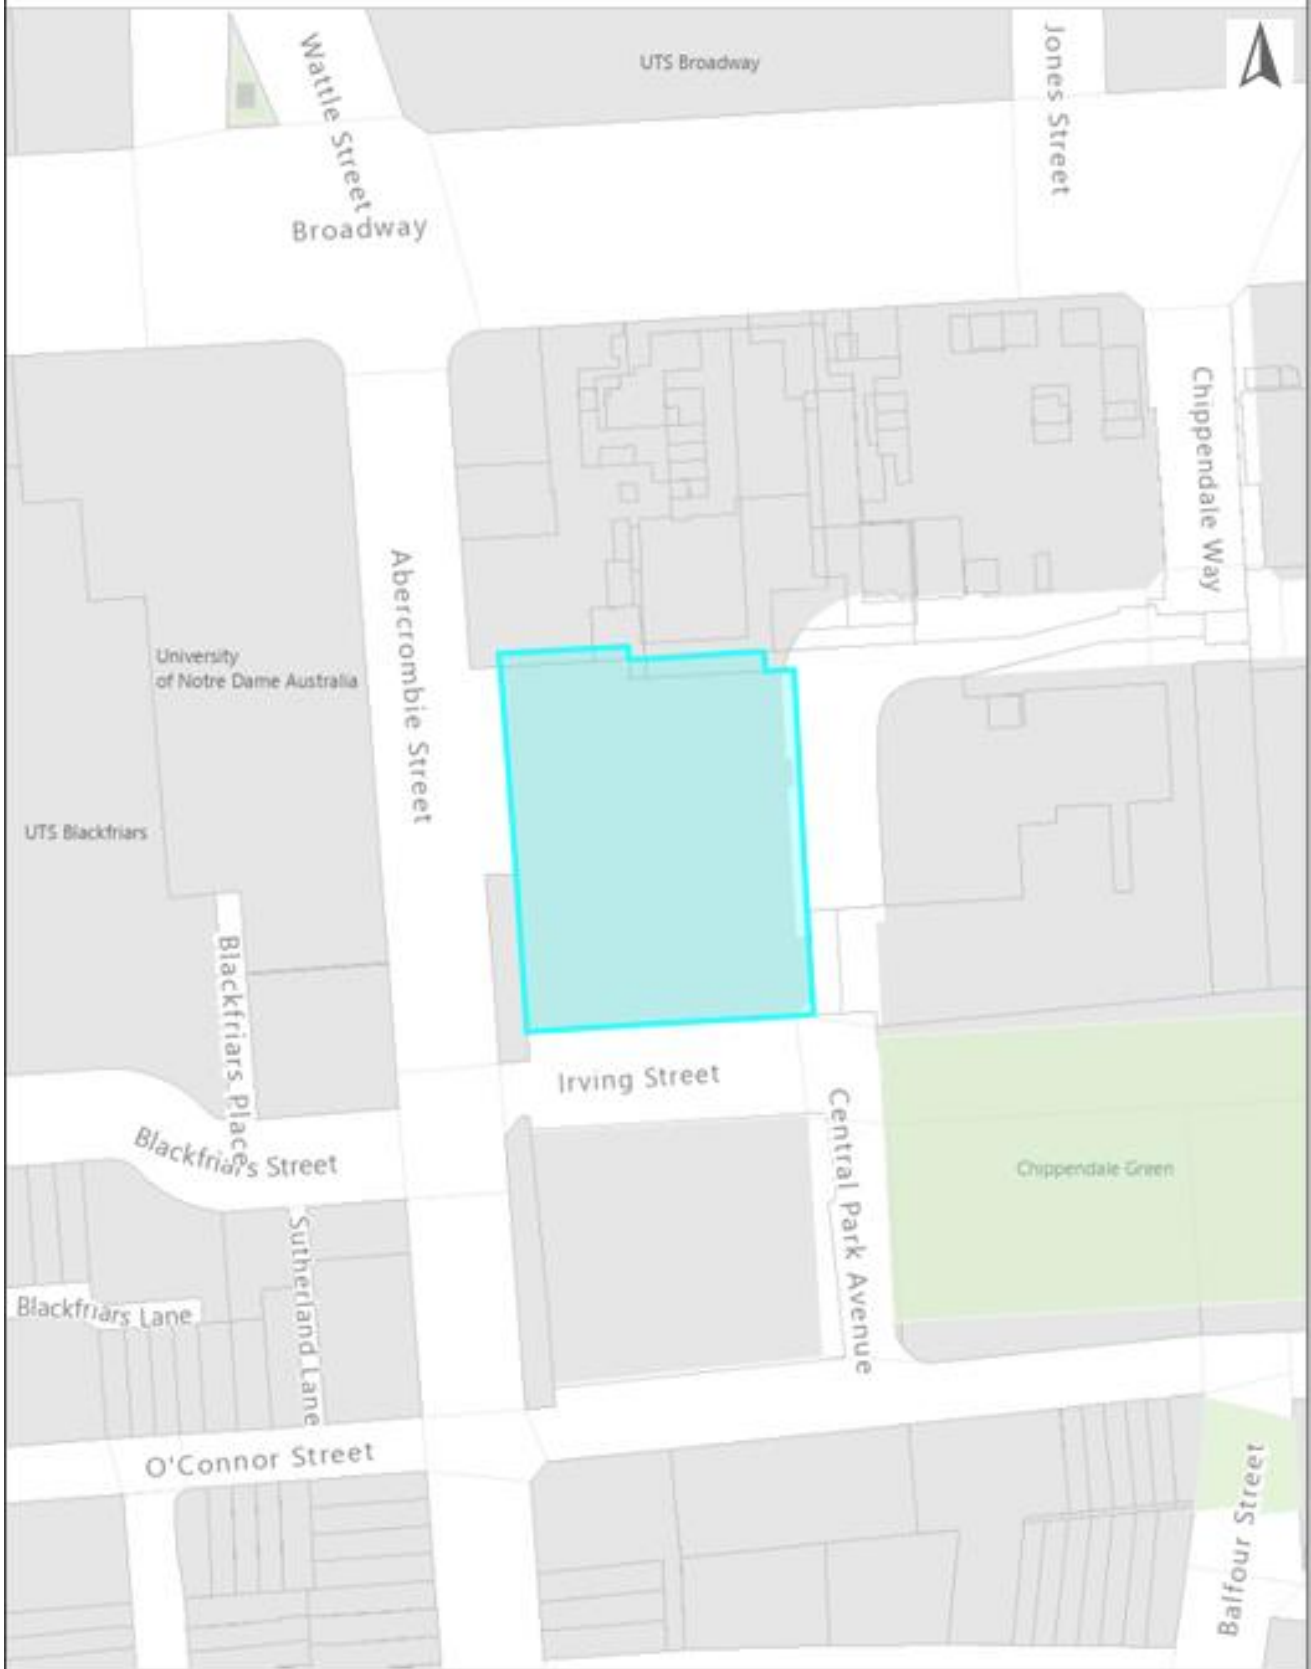 UTS Broadway
Wattle Street
Jones Street
Broadway
Chippendale Way
Abercrombie Street
University
of Notre Dame Australia
UTS Blackfriars
Blackfriars Place
Irving Street
Central Park Avenue
Blackfriars Street
Chippendale Green
Sutherland Lane
Blackfriars Lane
O'Connor Street
Balfour Street